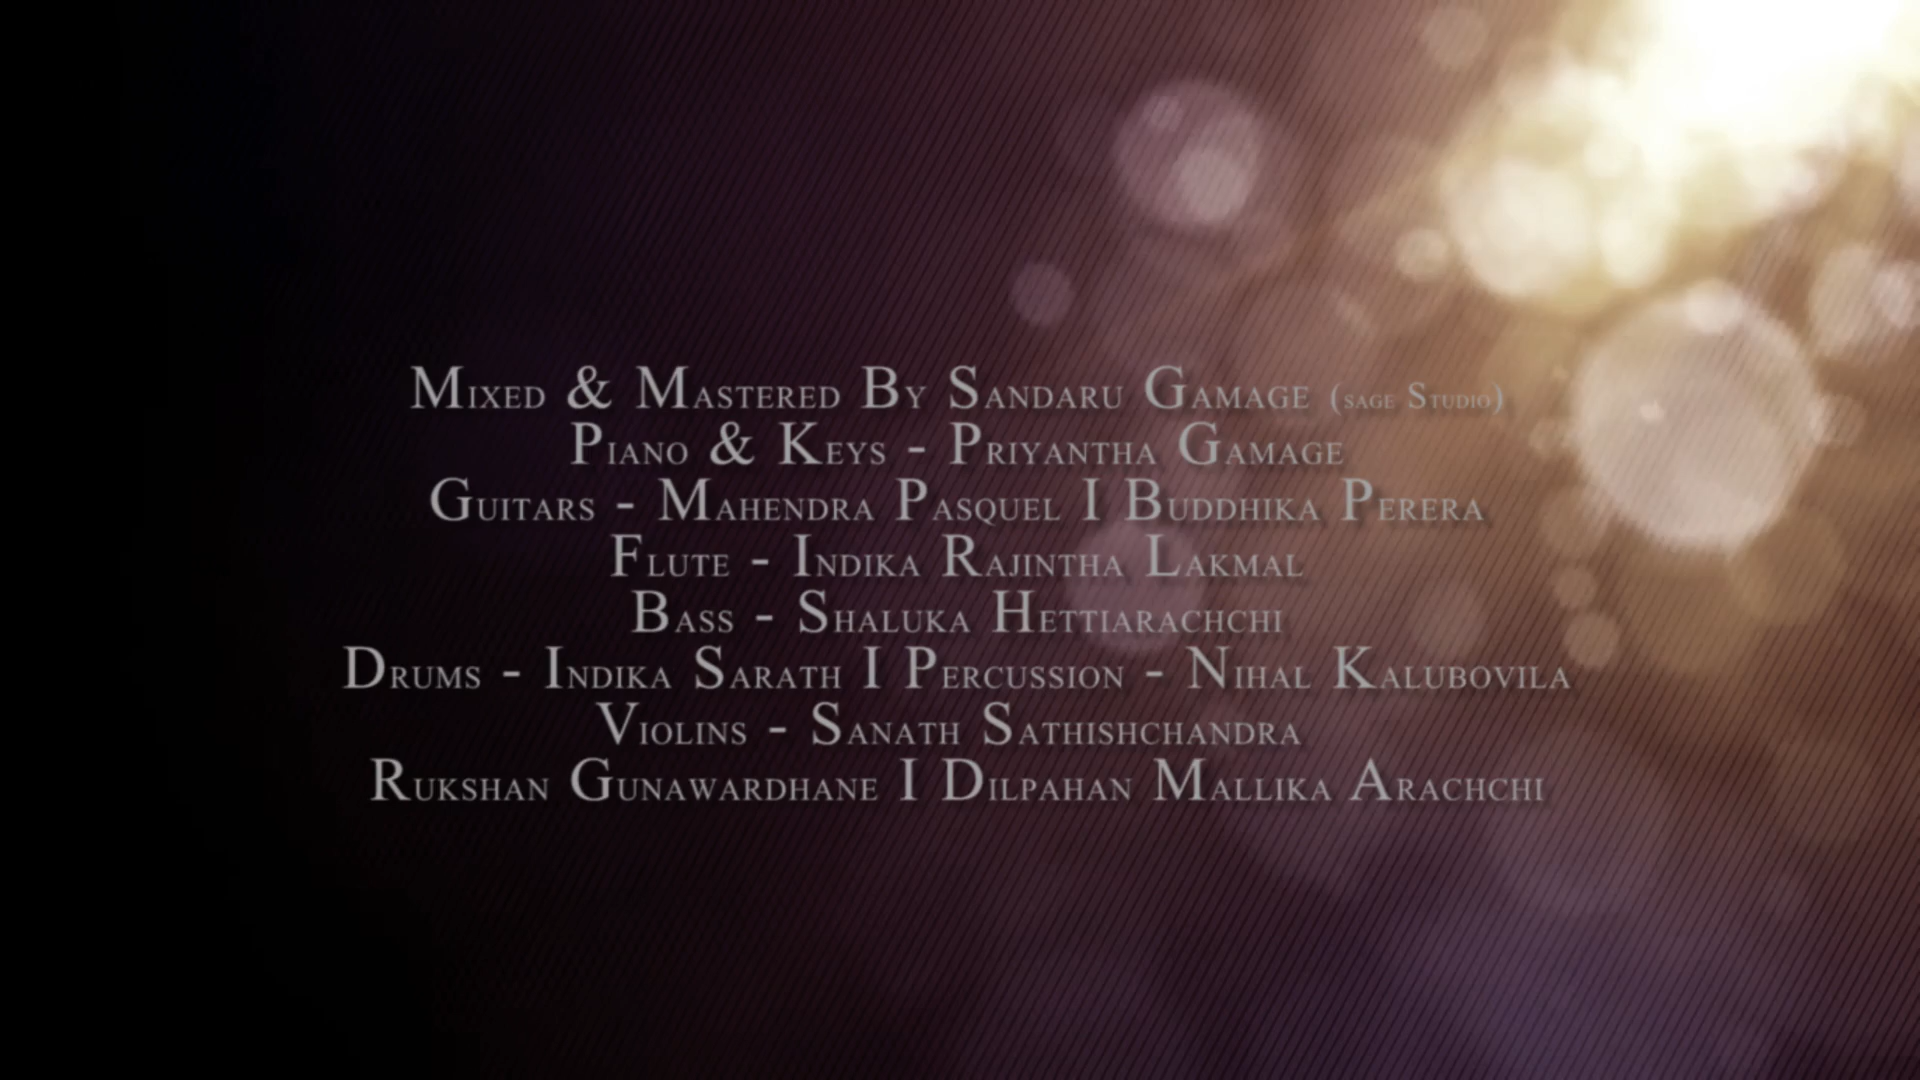 Mixed & Mastered By Sandaru Gamage (sage Studio)
Piano & Keys - Priyantha Gamage
Guitars - Mahendra Pasquel I Buddhika Perera
Flute - Indika Rajintha Lakmal
Bass - Shaluka Hettiarachchi
Drums - Indika Sarath I Percussion - Nihal Kalubovila
Violins - Sanath Sathishchandra
Rukshan Gunawardhane I Dilpahan Mallika Arachchi